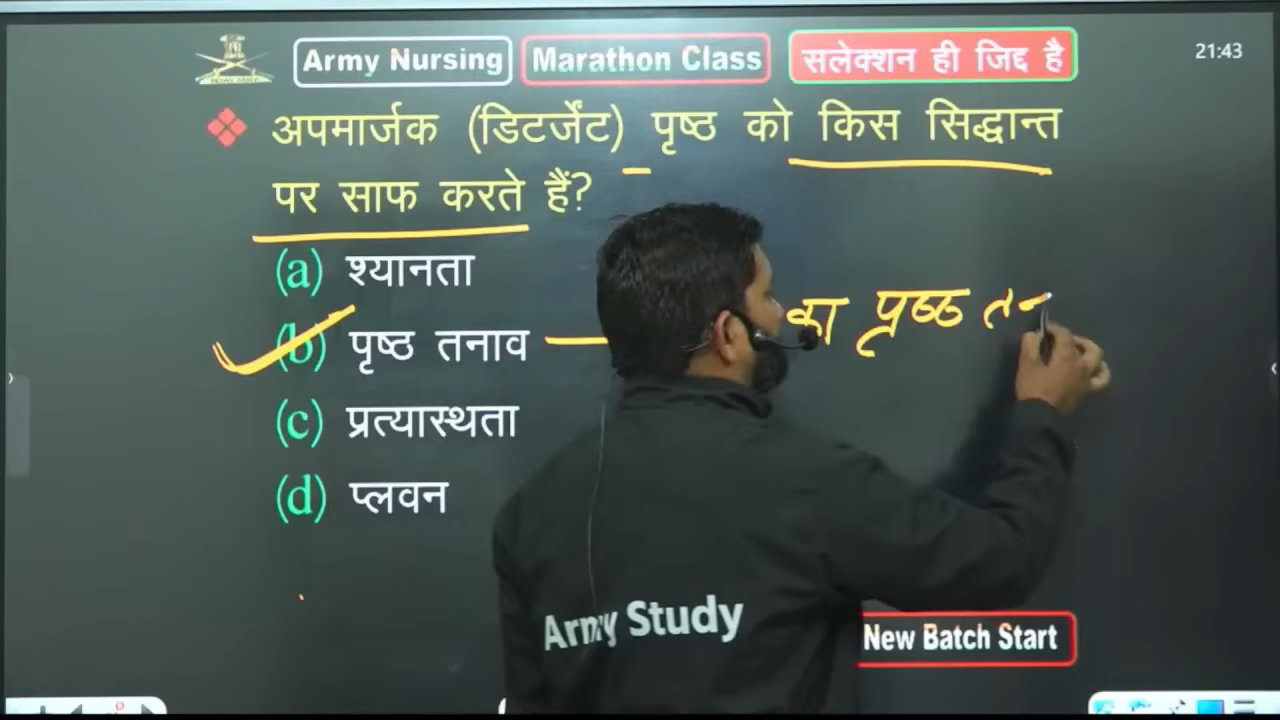 Army Nursing Marathon Class सलेक्शन ही जिद्द है 21:43
अपमार्जक (डिटर्जेंट) पृष्ठ को किस सिद्धान्त
पर साफ करते हैं?
(a) श्यानता
(b) पृष्ठ तनाव
का पृष्ठ
(c) प्रत्यास्थता
(d) प्लवन
Army Study
New Batch Start